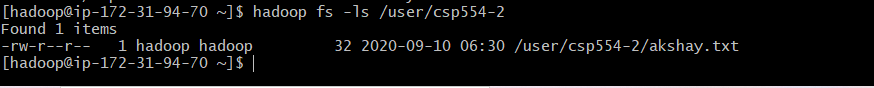 [hadoop@ip-172-31-94-70 ~]$ hadoop fs -ls /user/csp554-2
Found 1 items
-rw-r--r--   1 hadoop hadoop         32 2020-09-10 06:30 /user/csp554-2/akshay.txt
[hadoop@ip-172-31-94-70 ~]$